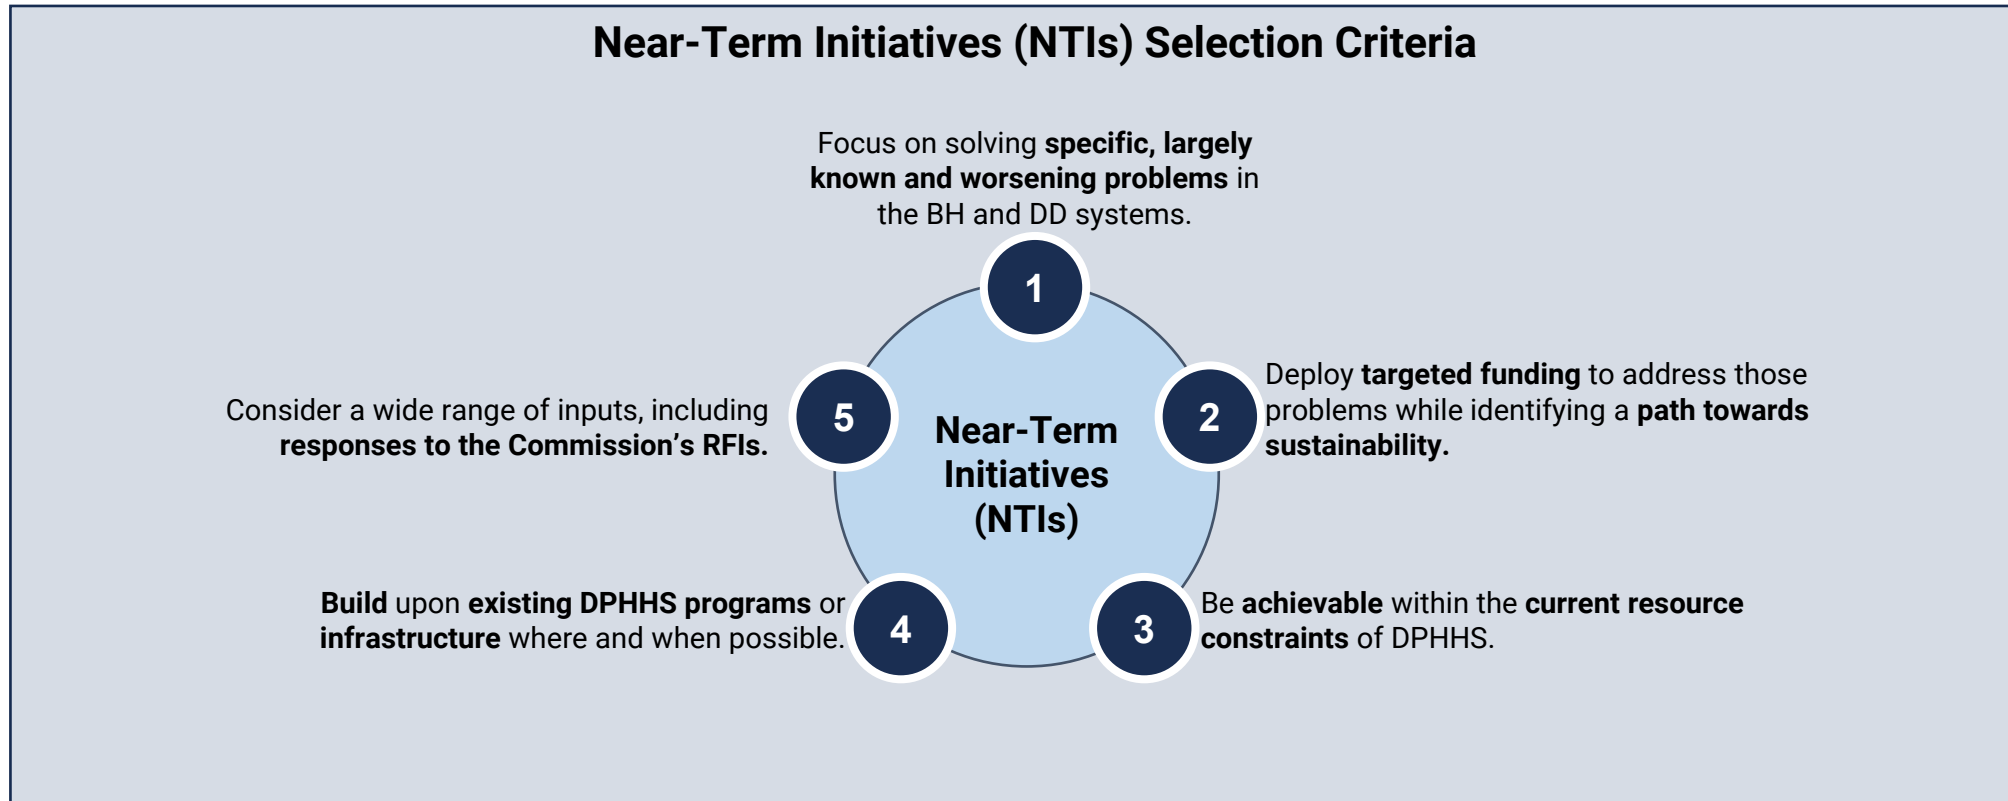 Near-Term Initiatives (NTIs) Selection Criteria
Focus on solving specific, largely
known and worsening problems in
the BH and DD systems.
1
Deploy targeted funding to address those
problems while identifying a path towards
sustainability.
2
Be achievable within the current resource
constraints of DPHHS.
3
Build upon existing DPHHS programs or
infrastructure where and when possible.
4
Consider a wide range of inputs, including
responses to the Commission’s RFIs.
5
Near-Term
Initiatives
(NTIs)